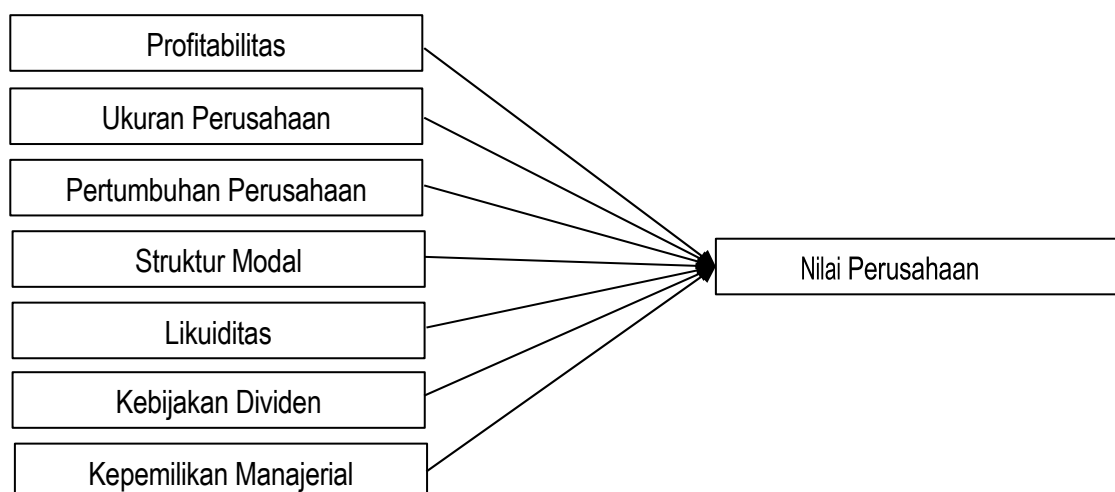 Profitabilitas
Ukuran Perusahaan
Pertumbuhan Perusahaan
Struktur Modal
Nilai Perusahaan
Likuiditas
Kebijakan Dividen
Kepemilikan Manajerial